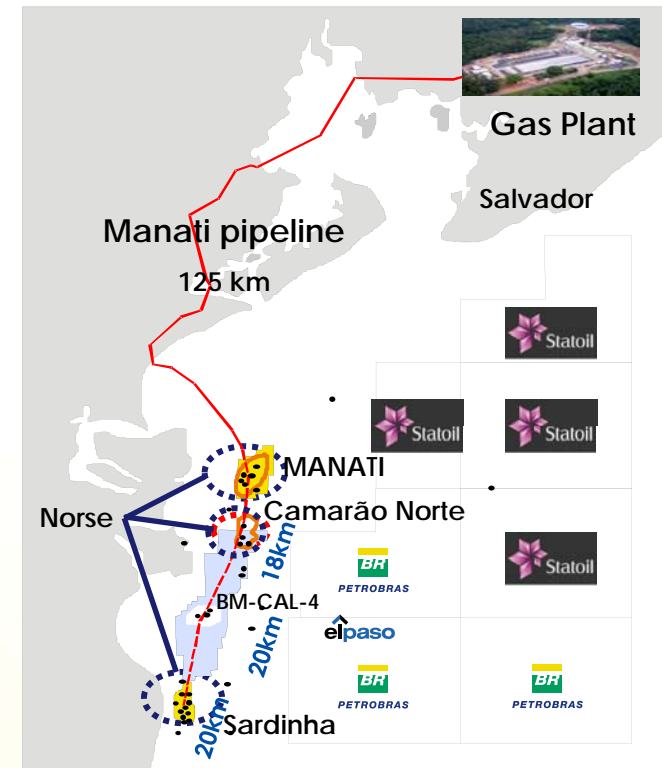 Gas Plant
Salvador
Manati pipeline
125 km
Statoil
Statoil
Statoil
MANATI
Camarão Norte
Norse
18km
Statoil
BR
PETROBRAS
BM-CAL-4
elpaso
20km
BR
PETROBRAS
BR
PETROBRAS
Sardinha
20km